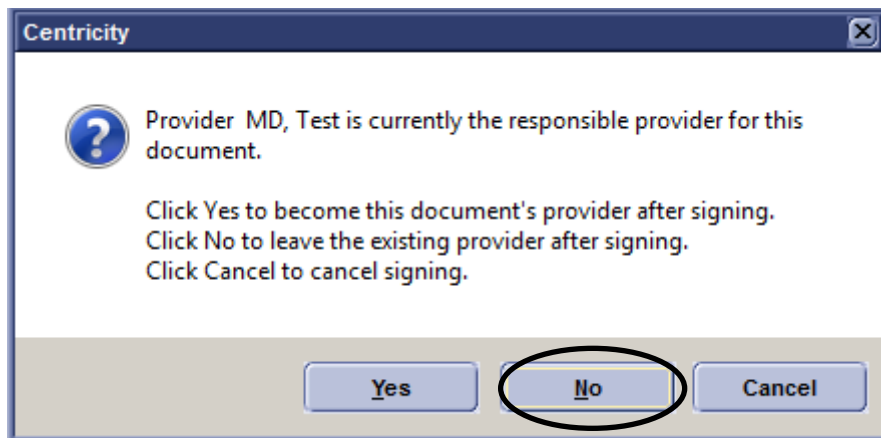 Centricity
Provider  MD, Test is currently the responsible provider for this
document.
Click Yes to become this document's provider after signing.
Click No to leave the existing provider after signing.
Click Cancel to cancel signing.
Yes No Cancel